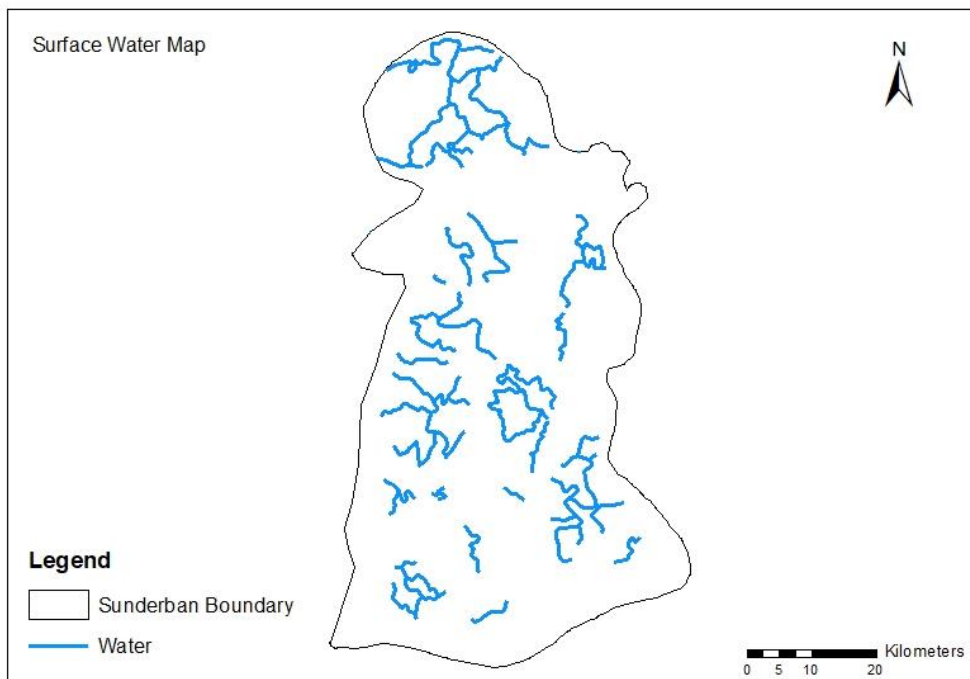 Surface Water Map
N
Legend
Sunderban Boundary
Water
Kilometers
0 5 10 20